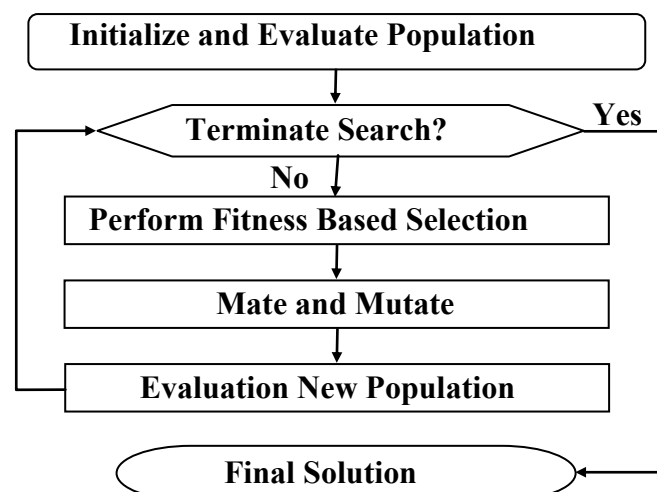 Initialize and Evaluate Population
Terminate Search?
Yes
No
Perform Fitness Based Selection
Mate and Mutate
Evaluation New Population
Final Solution